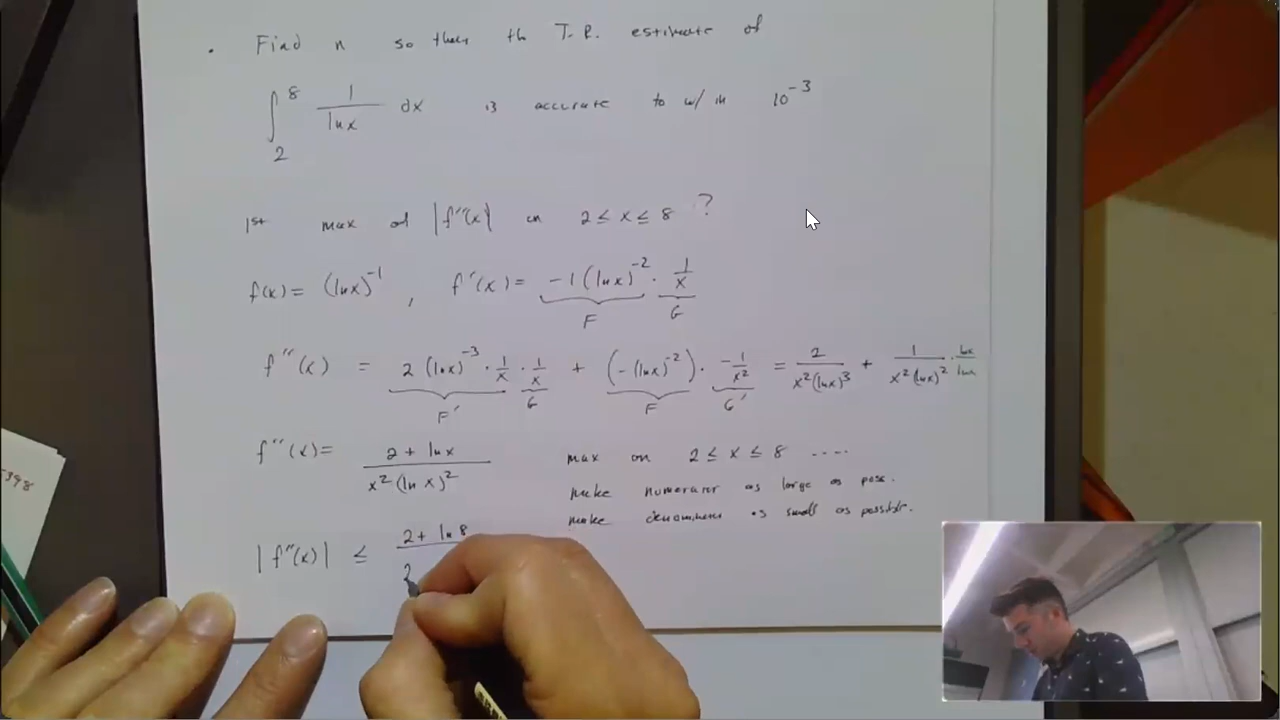 . Find n so that the T.R. estimate of
∫₂⁸ 1/(ln x) dx is accurate to w/in 10⁻³
1st max of |f″(x)| on 2 ≤ x ≤ 8 ?
f(x) = (ln x)⁻¹ , f′(x) = −1(ln x)⁻² · 1/x
F G
f″(x) = 2(ln x)⁻³ · 1/x · 1/x + (−(ln x)⁻²) · −1/x² = 2/(x²(ln x)³) + 1/(x²(ln x)²) · ln x/ln x
F′ G F G′
f″(x) = (2 + ln x)/(x²(ln x)²) max on 2 ≤ x ≤ 8 ....
make numerator as large as poss.
make denominator as small as possible.
|f″(x)| ≤ (2 + ln 8)/2
5398